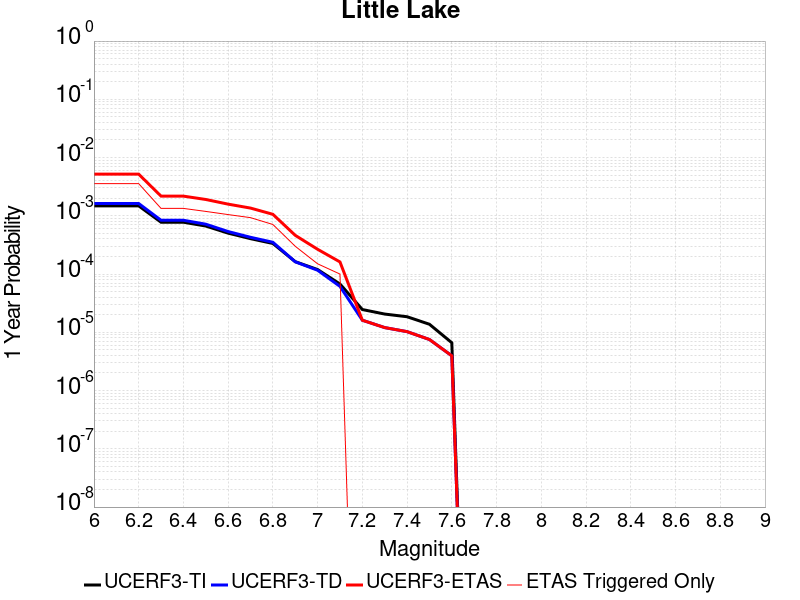 Little Lake
10^0
10^-1
10^-2
10^-3
10^-4
10^-5
10^-6
10^-7
10^-8
1 Year Probability
6 6.2 6.4 6.6 6.8 7 7.2 7.4 7.6 7.8 8 8.2 8.4 8.6 8.8 9
Magnitude
UCERF3-TI UCERF3-TD UCERF3-ETAS ETAS Triggered Only